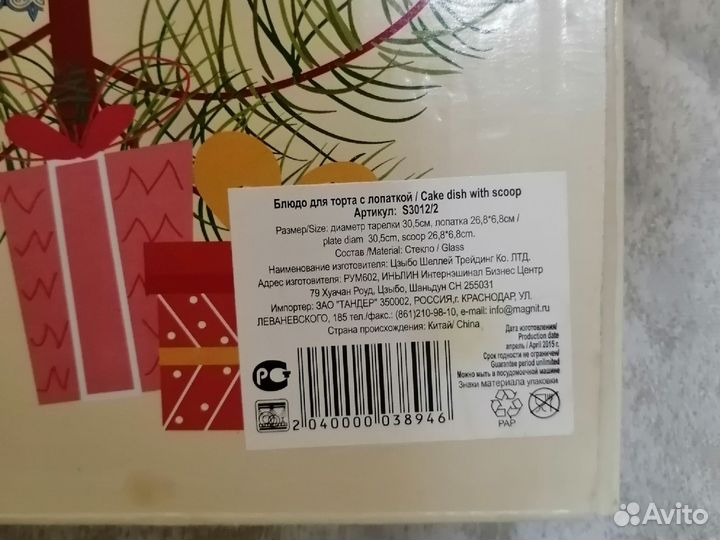 Блюдо для торта с лопаткой / Cake dish with scoop
Артикул: S3012/2
Размер/Size: диаметр тарелки 30,5см, лопатка 26,8*6,8см /
plate diam 30,5cm, scoop 26,8*6,8cm.
Состав /Material: Стекло / Glass
Наименование изготовителя: Цзыбо Шеллей Трейдинг Ко. ЛТД.
Адрес изготовителя: РУМ602, ИНЬЛИН Интернэшинал Бизнес Центр
79 Хуачан Роуд, Цзыбо, Шаньдун CH 255031
Импортер: ЗАО "ТАНДЕР" 350002, РОССИЯ,г. КРАСНОДАР, УЛ.
ЛЕВАНЕВСКОГО, 185 тел./факс.: (861)210-98-10, e-mail: info@magnit.ru
Страна происхождения: Китай/ China
Дата изготовления/
Production date
апрель / April 2015 г.
Срок годности не ограничен/
Guarantee period unlimited
Можно мыть в посудомоечной машине
Знаки материала упаковки
PAP
2 040000 038946
Avito